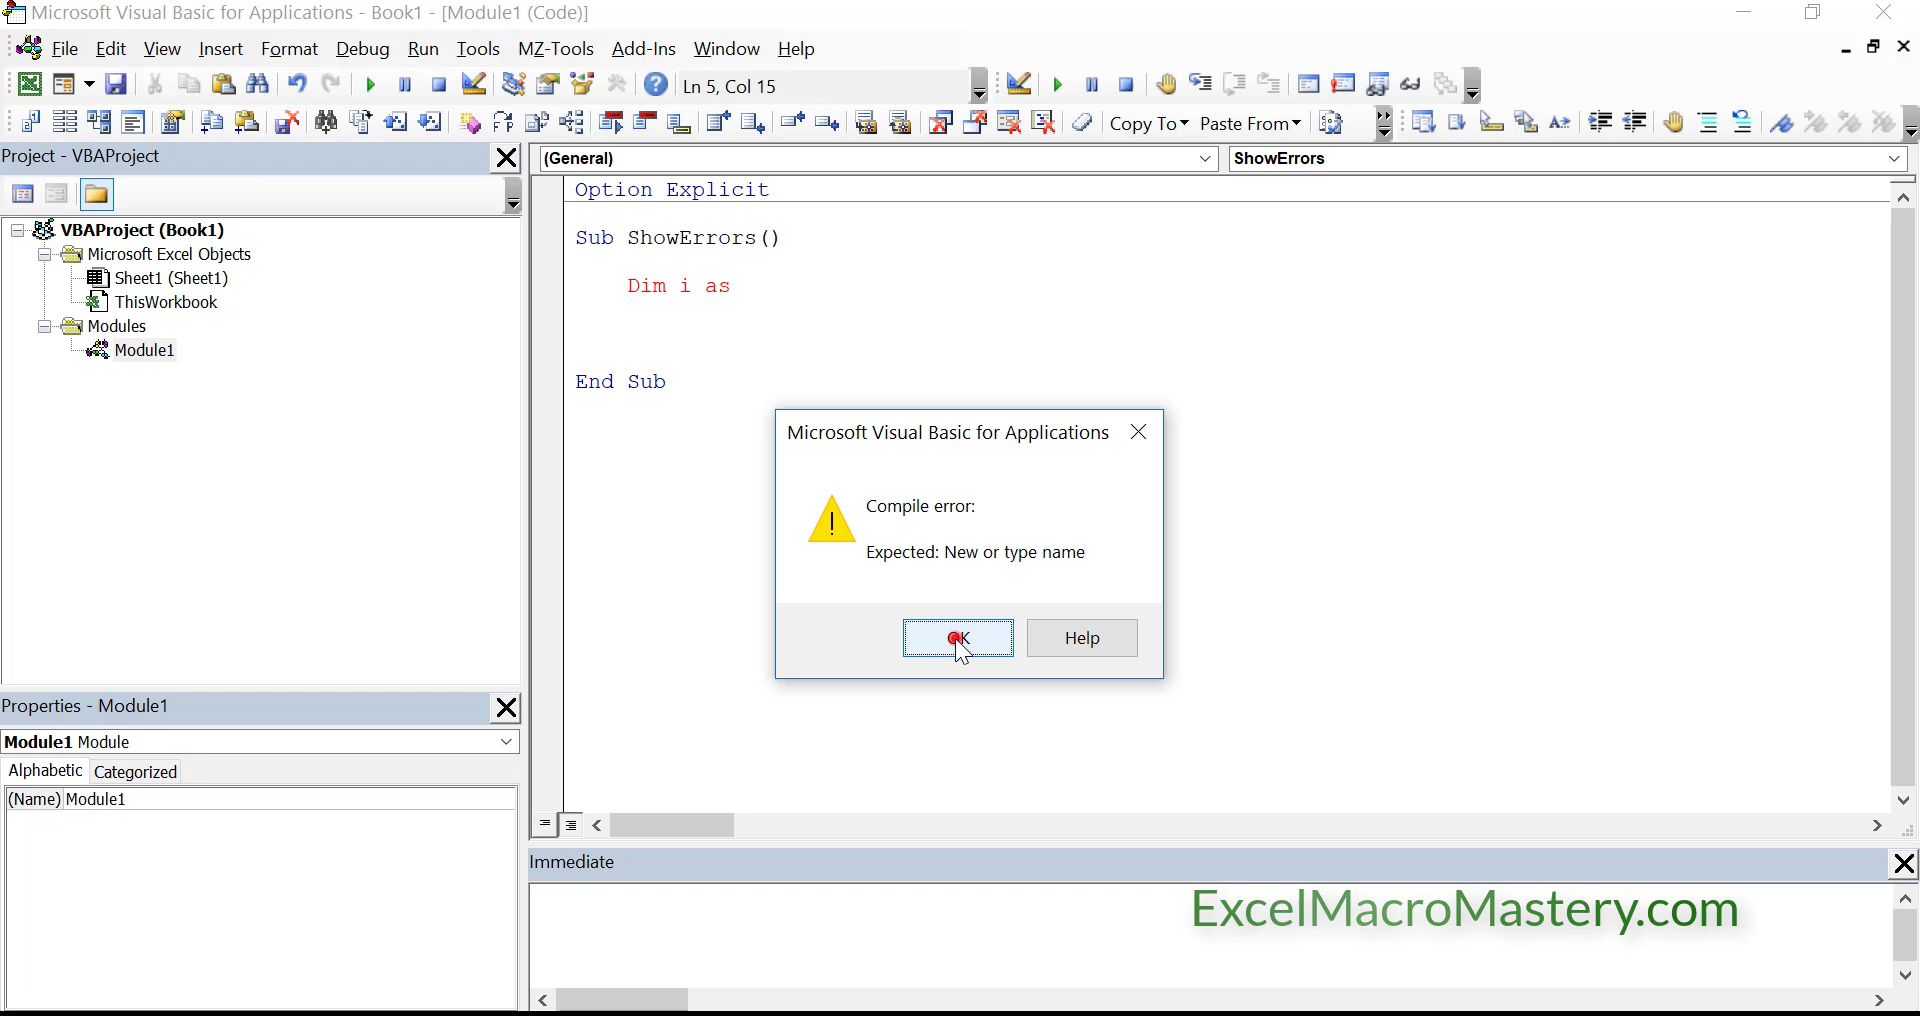 Microsoft Visual Basic for Applications - Book1 - [Module1 (Code)]
File Edit View Insert Format Debug Run Tools MZ-Tools Add-Ins Window Help
Ln 5, Col 15
Copy To Paste From
Project - VBAProject
(General) ShowErrors
VBAProject (Book1)
Microsoft Excel Objects
Sheet1 (Sheet1)
ThisWorkbook
Modules
Module1
Option Explicit
Sub ShowErrors()
Dim i as
End Sub
Microsoft Visual Basic for Applications
Compile error:
Expected: New or type name
OK Help
Properties - Module1
Module1 Module
Alphabetic Categorized
(Name) Module1
Immediate
ExcelMacroMastery.com